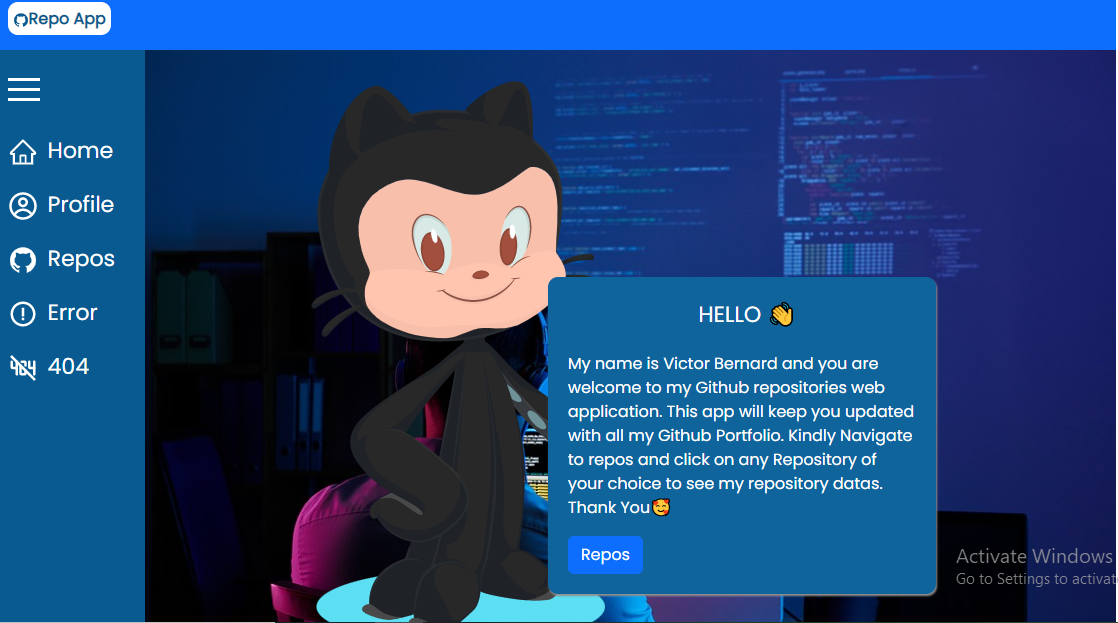 Repo App
Home
Profile
Repos
Error
404
HELLO 👋
My name is Victor Bernard and you are
welcome to my Github repositories web
application. This app will keep you updated
with all my Github Portfolio. Kindly Navigate
to repos and click on any Repository of
your choice to see my repository datas.
Thank You🥰
Repos
Activate Windows
Go to Settings to activat